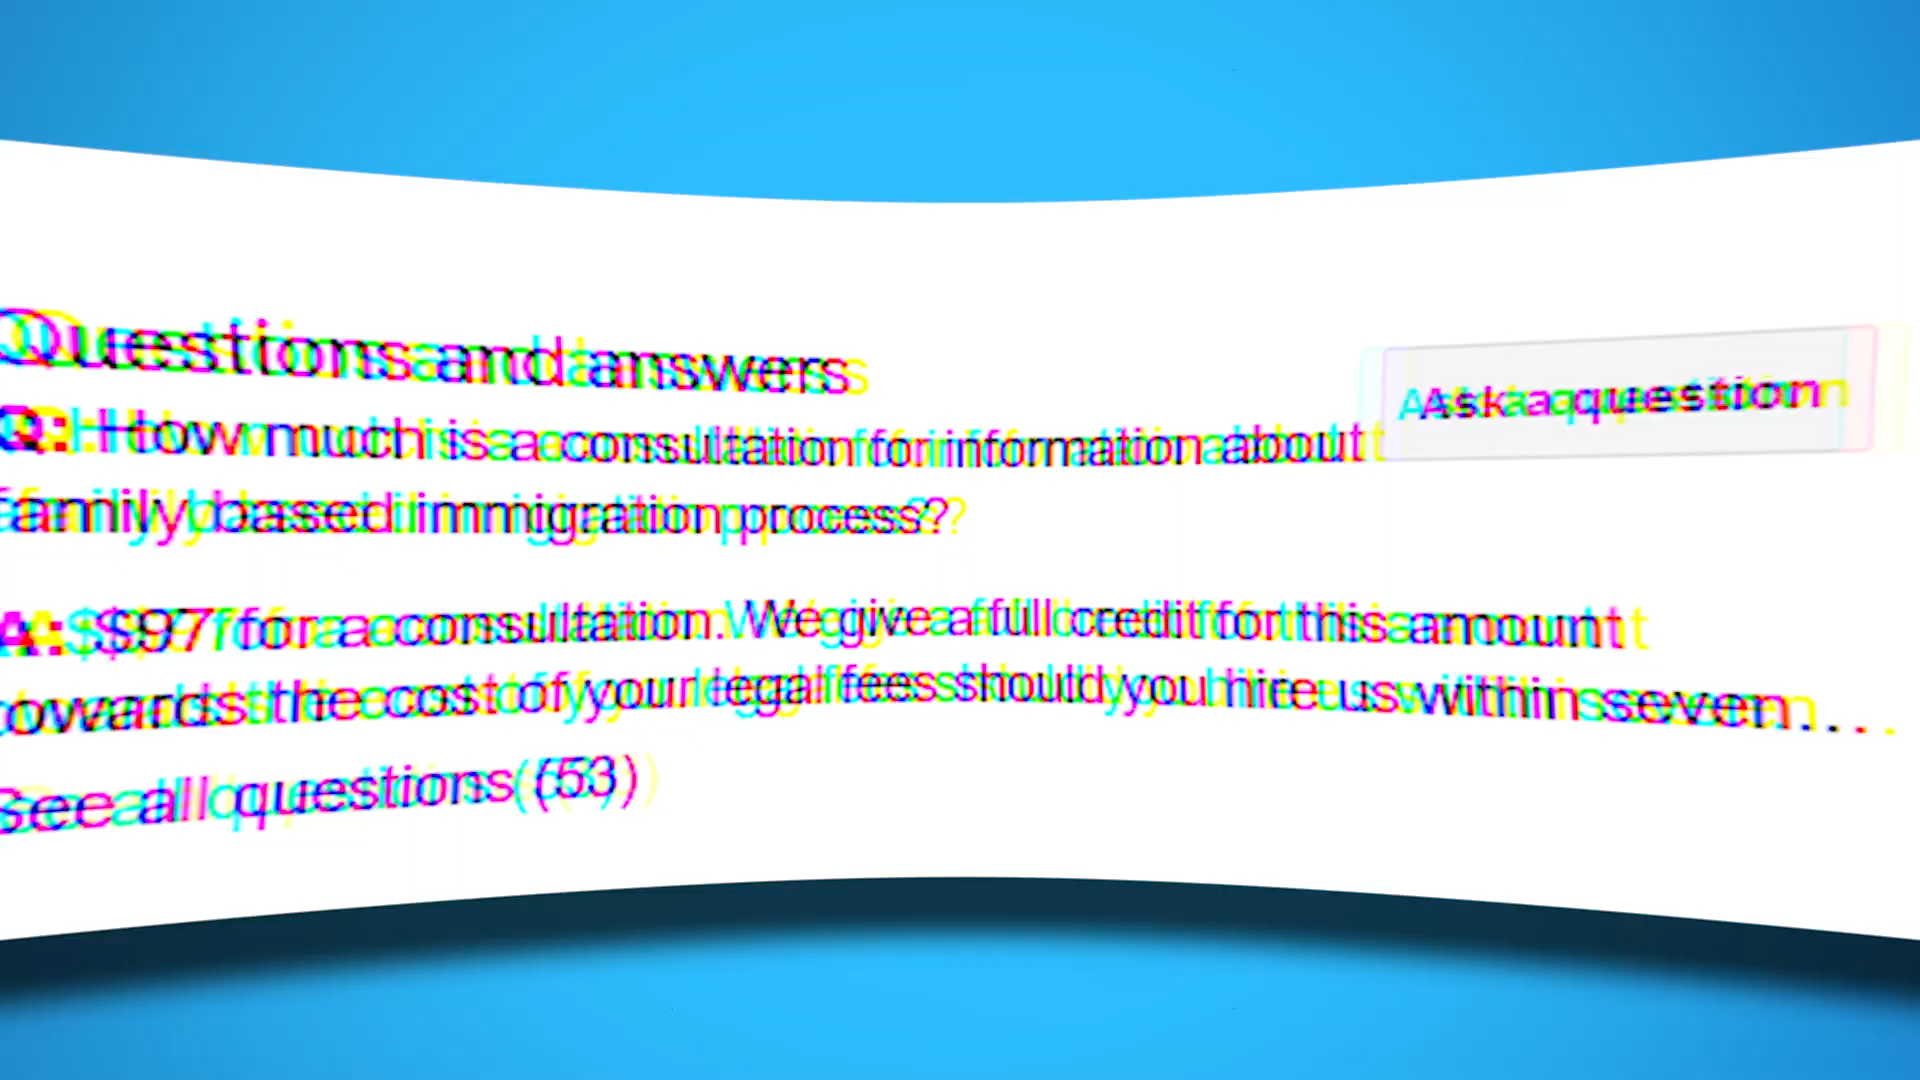 Questions and answers
Ask a question
Q: How much is a consultation for information about
family based immigration process?
A: $97 for a consultation. We give a full credit for this amount
towards the cost of your legal fees should you hire us within seven...
See all questions (53)